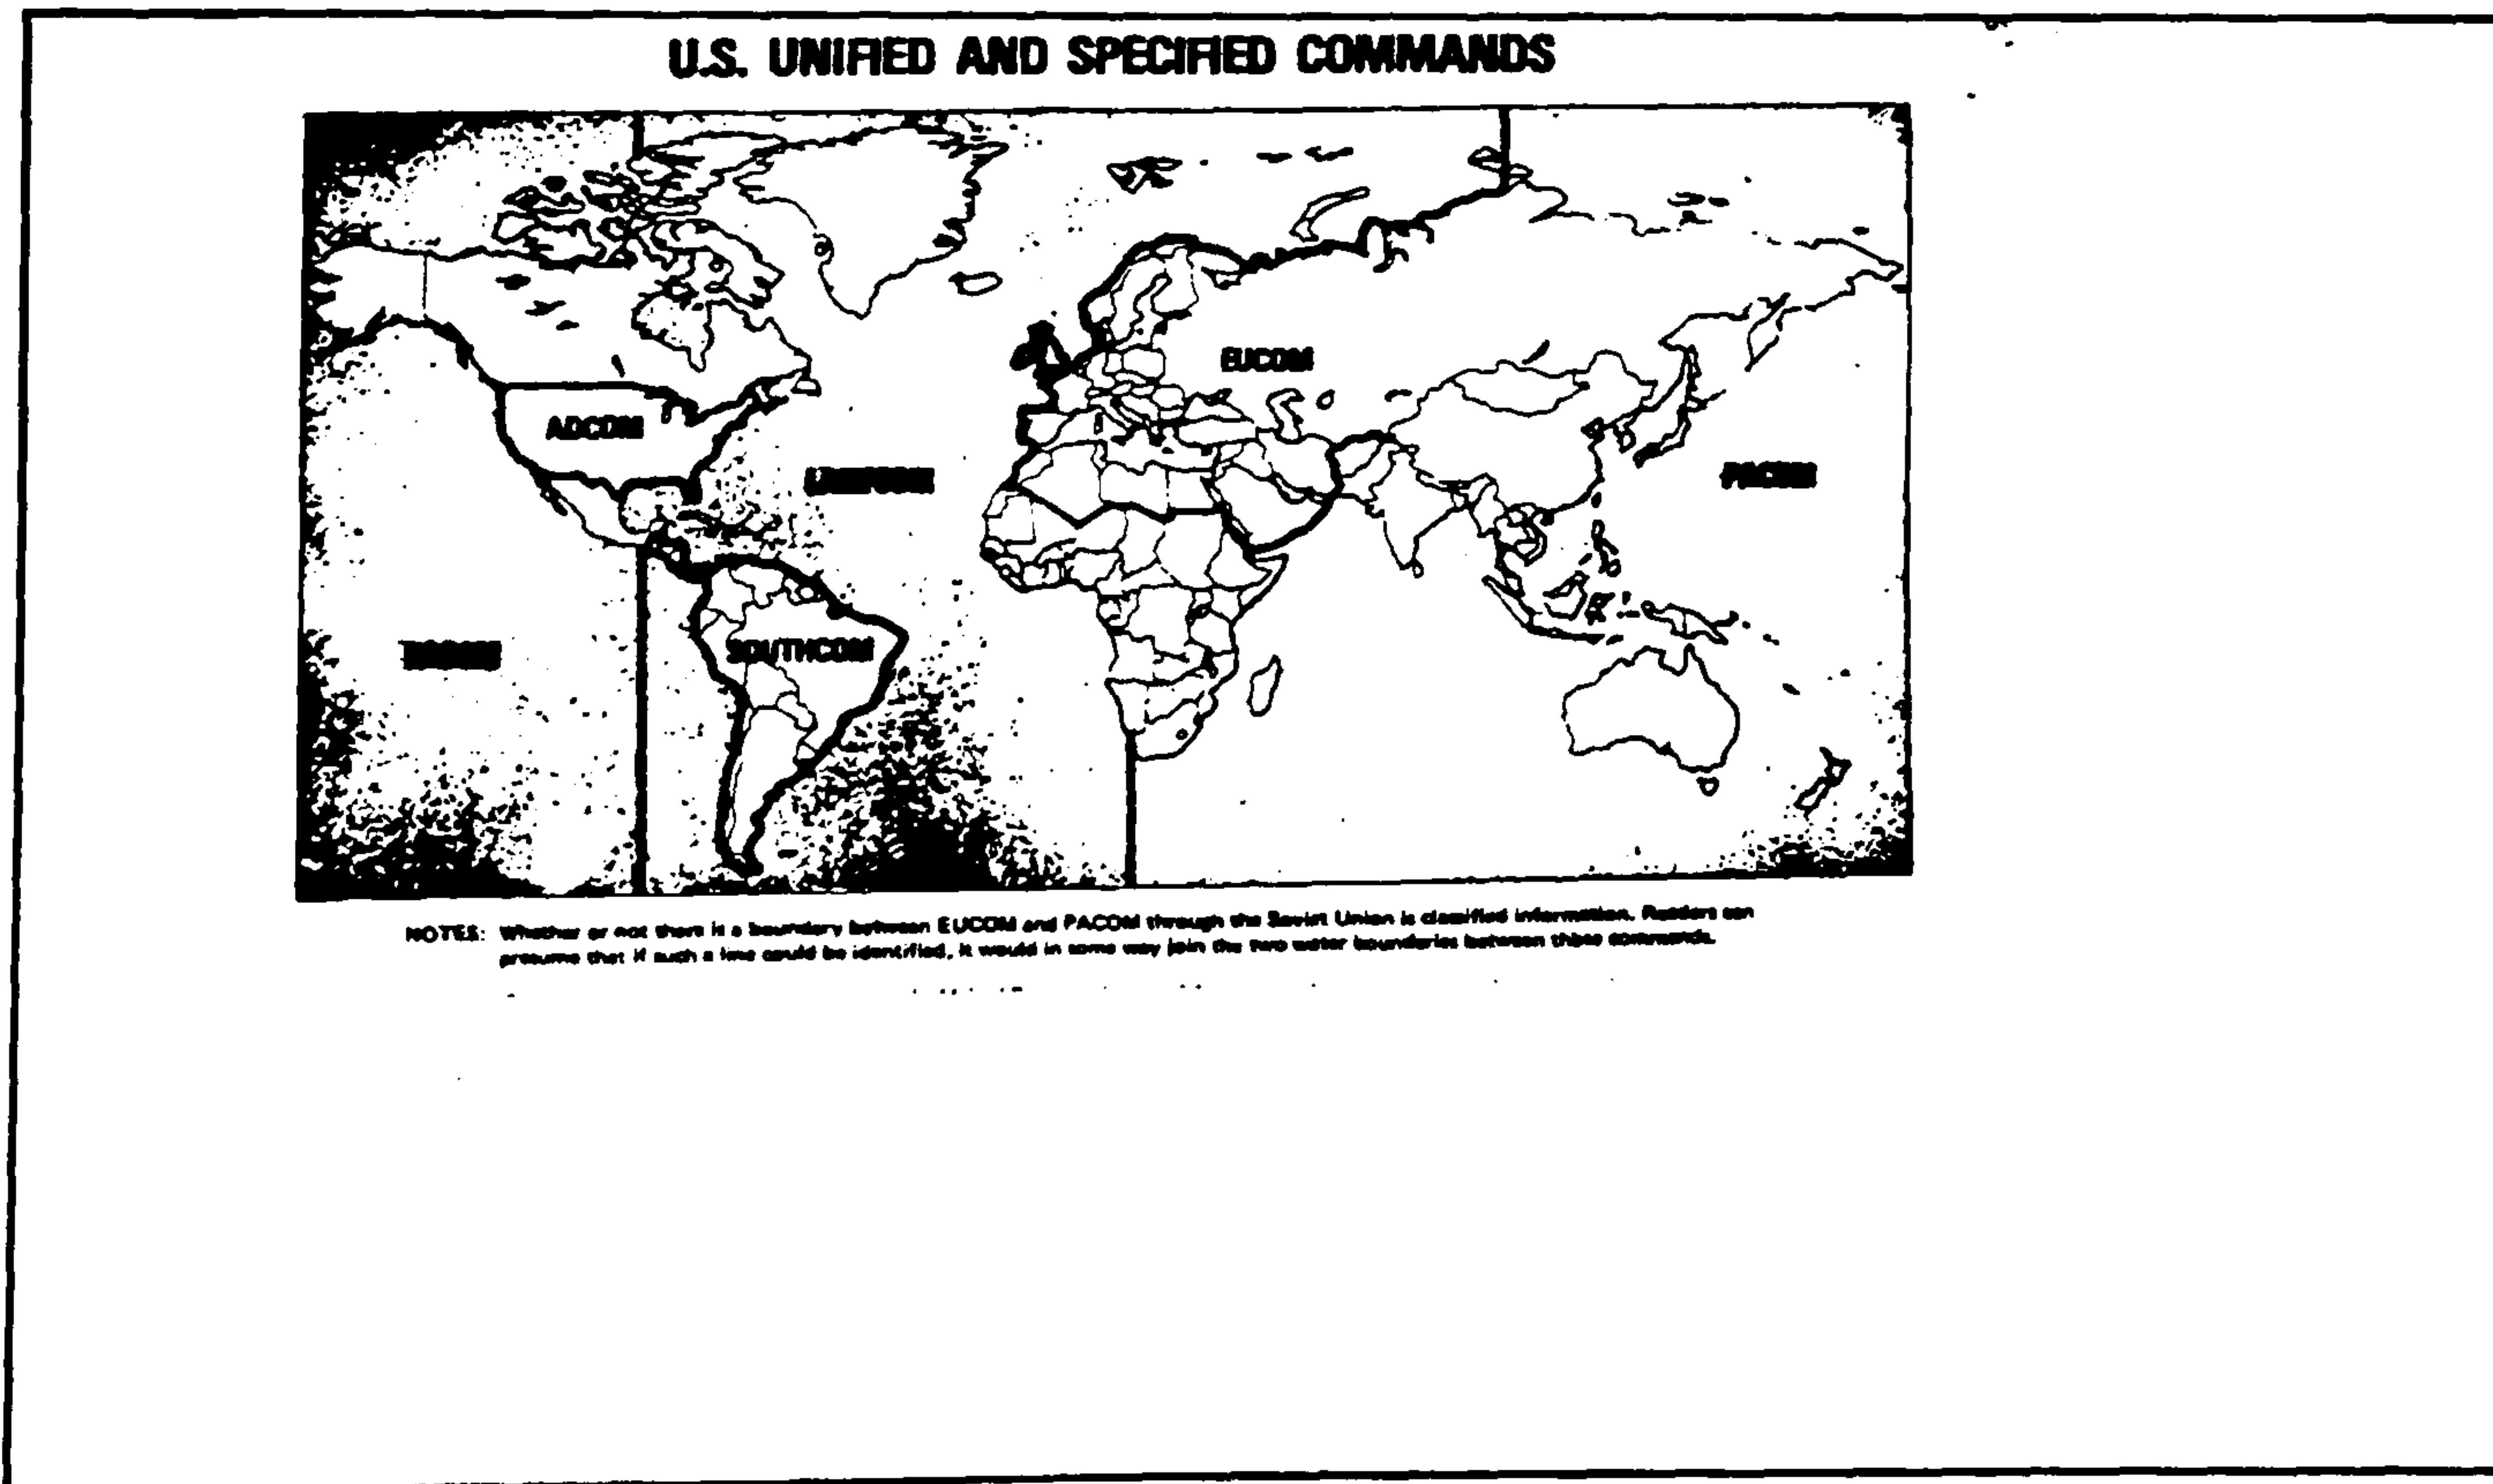 U.S. UNIFIED AND SPECIFIED COMMANDS
EUCOM
ADCOM
PACOM
SOUTHCOM
NOTES: Whether or not there is a boundary between EUCOM and PACOM through the Soviet Union is classified information. Readers can
presume that if such a line could be identified, it would in some way join the two water boundaries between these commands.